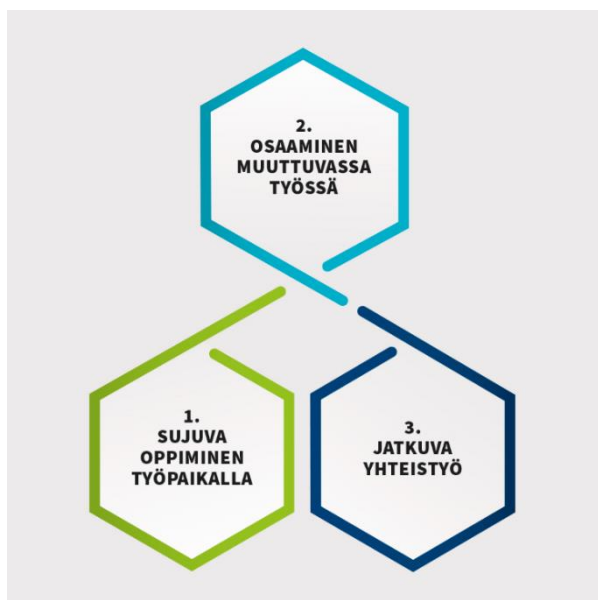 2.
OSAAMINEN
MUUTTUVASSA
TYÖSSÄ
1.
SUJUVA
OPPIMINEN
TYÖPAIKALLA
3.
JATKUVA
YHTEISTYÖ